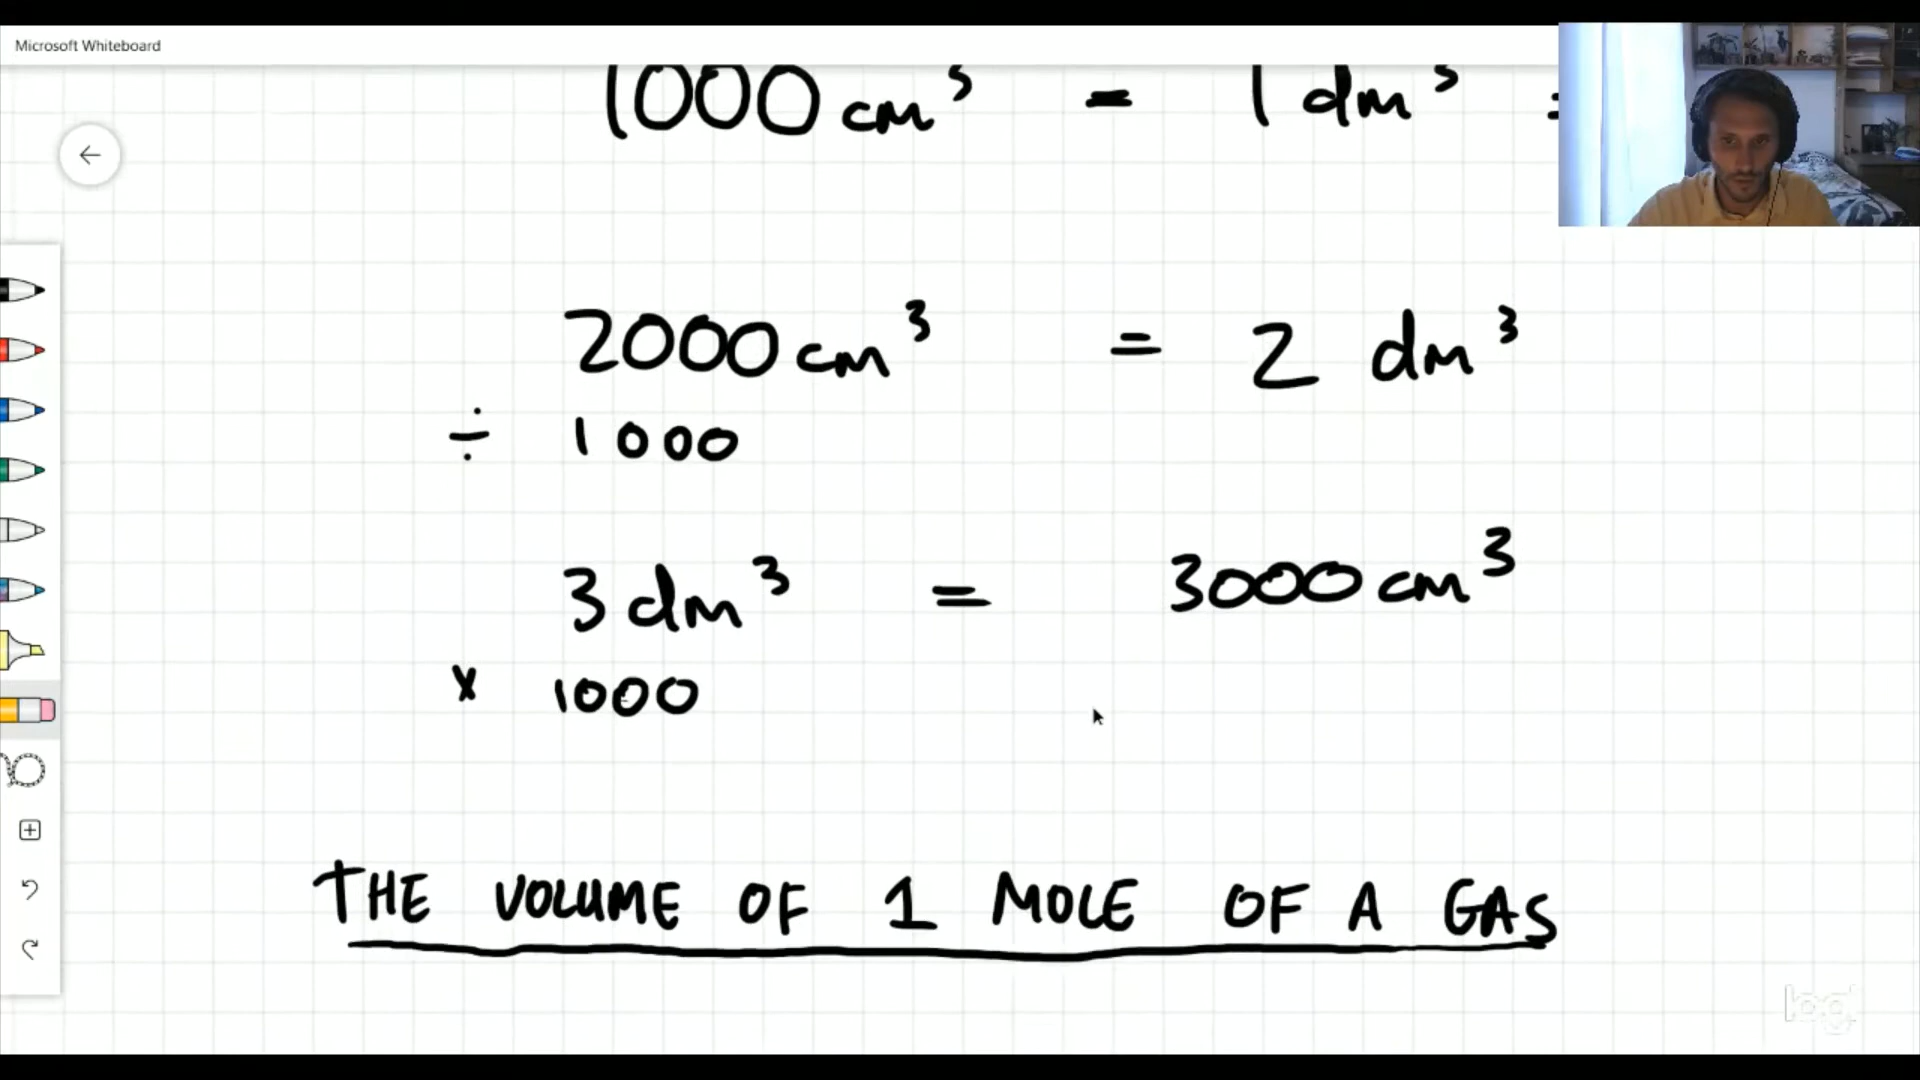 Microsoft Whiteboard
1000 cm³ = 1 dm³ =
2000 cm³ = 2 dm³
÷ 1000
3 dm³ = 3000 cm³
x 1000
THE VOLUME OF 1 MOLE OF A GAS
logi